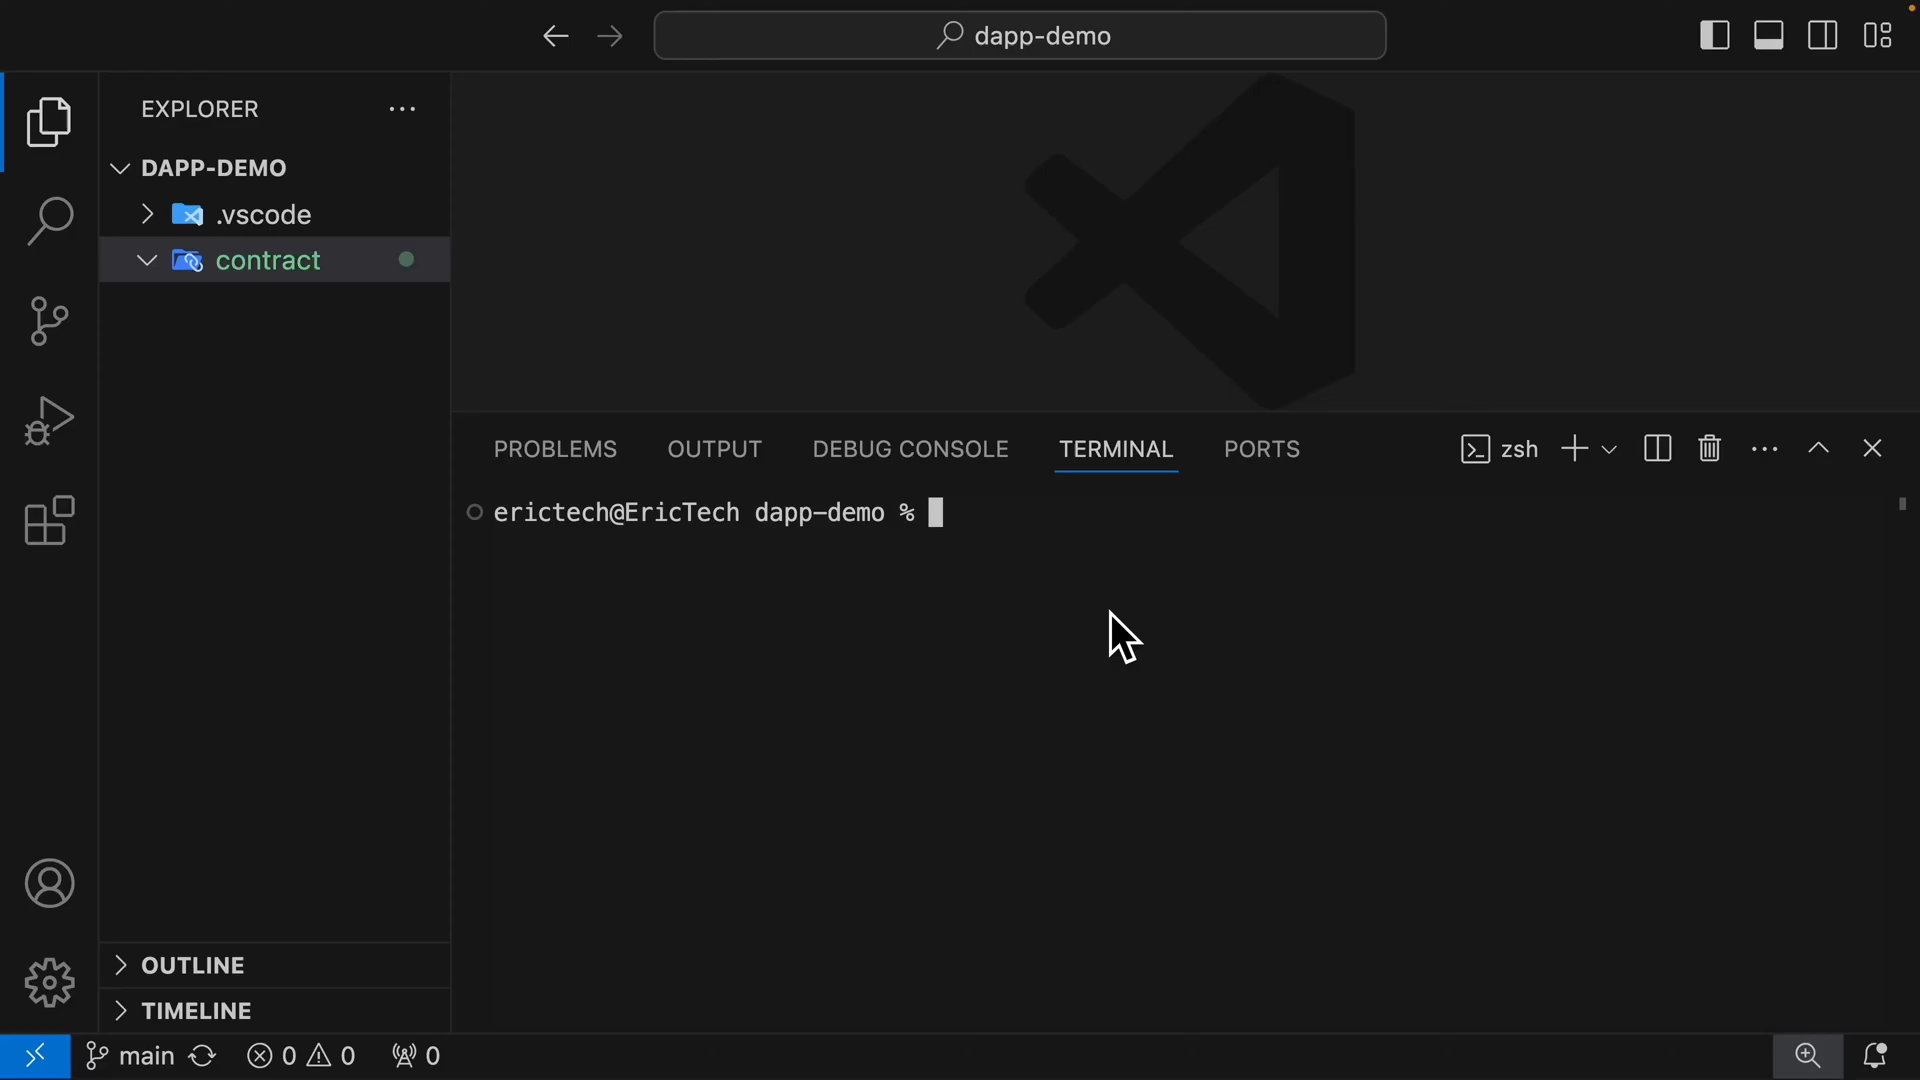 dapp-demo
EXPLORER
DAPP-DEMO
.vscode
contract
PROBLEMS OUTPUT DEBUG CONSOLE TERMINAL PORTS zsh
erictech@EricTech dapp-demo %
OUTLINE
TIMELINE
main 0 0 0